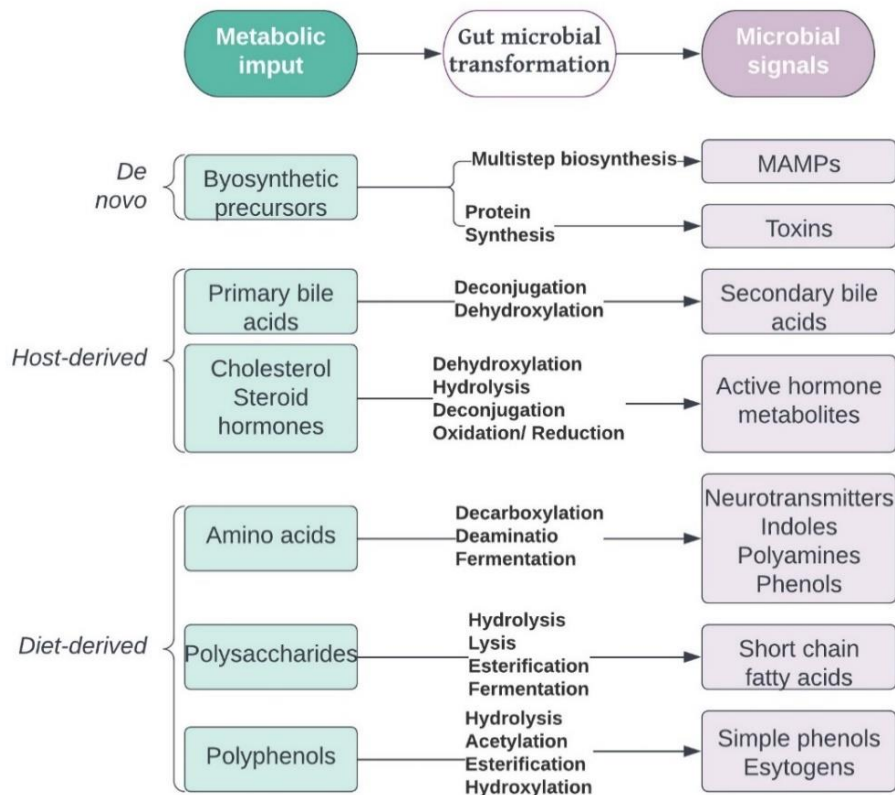 Metabolic
imput
Gut microbial
transformation
Microbial
signals
De
novo
Byosynthetic
precursors
Multistep biosynthesis
Protein
Synthesis
MAMPs
Toxins
Host-derived
Primary bile
acids
Deconjugation
Dehydroxylation
Secondary bile
acids
Cholesterol
Steroid
hormones
Dehydroxylation
Hydrolysis
Deconjugation
Oxidation/ Reduction
Active hormone
metabolites
Diet-derived
Amino acids
Decarboxylation
Deaminatio
Fermentation
Neurotransmitters
Indoles
Polyamines
Phenols
Polysaccharides
Hydrolysis
Lysis
Esterification
Fermentation
Short chain
fatty acids
Polyphenols
Hydrolysis
Acetylation
Esterification
Hydroxylation
Simple phenols
Esytogens